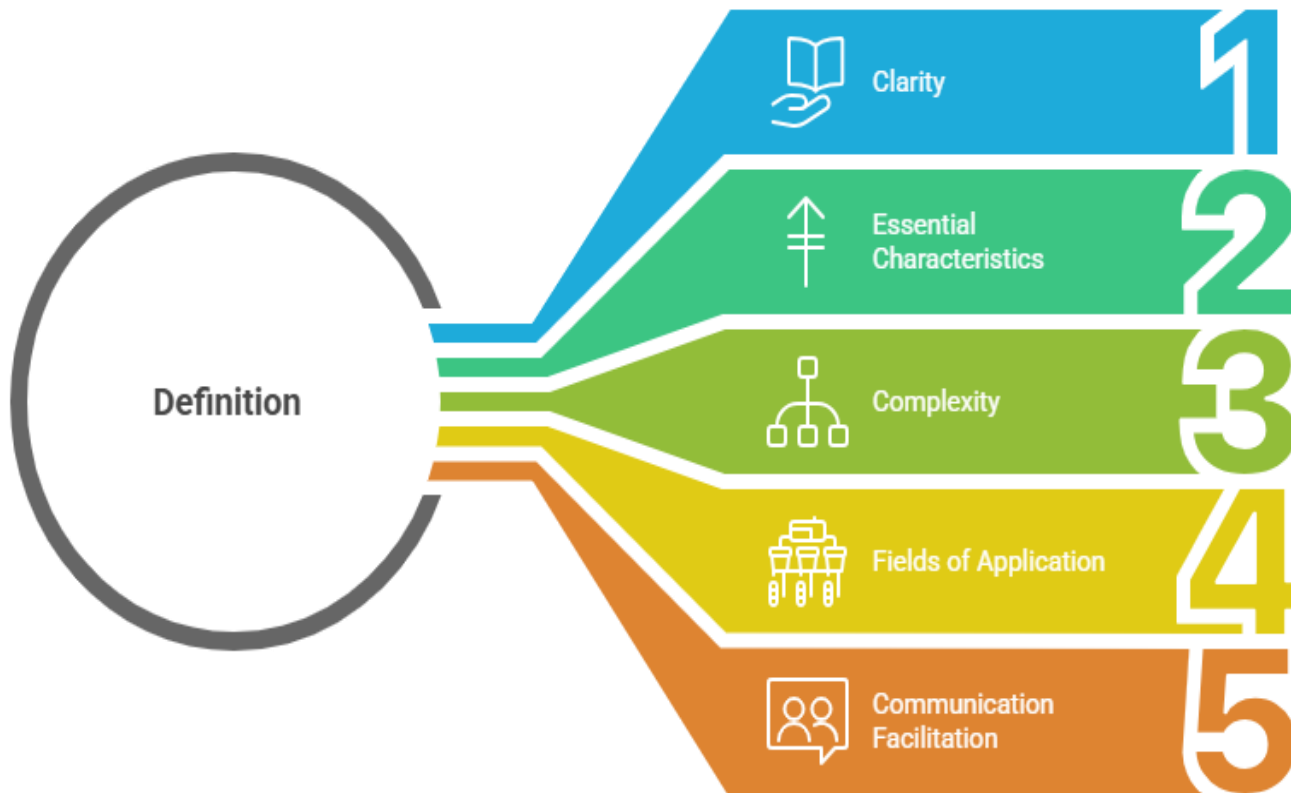 Definition
Clarity
1
Essential
Characteristics
2
Complexity
3
Fields of Application
4
Communication
Facilitation
5